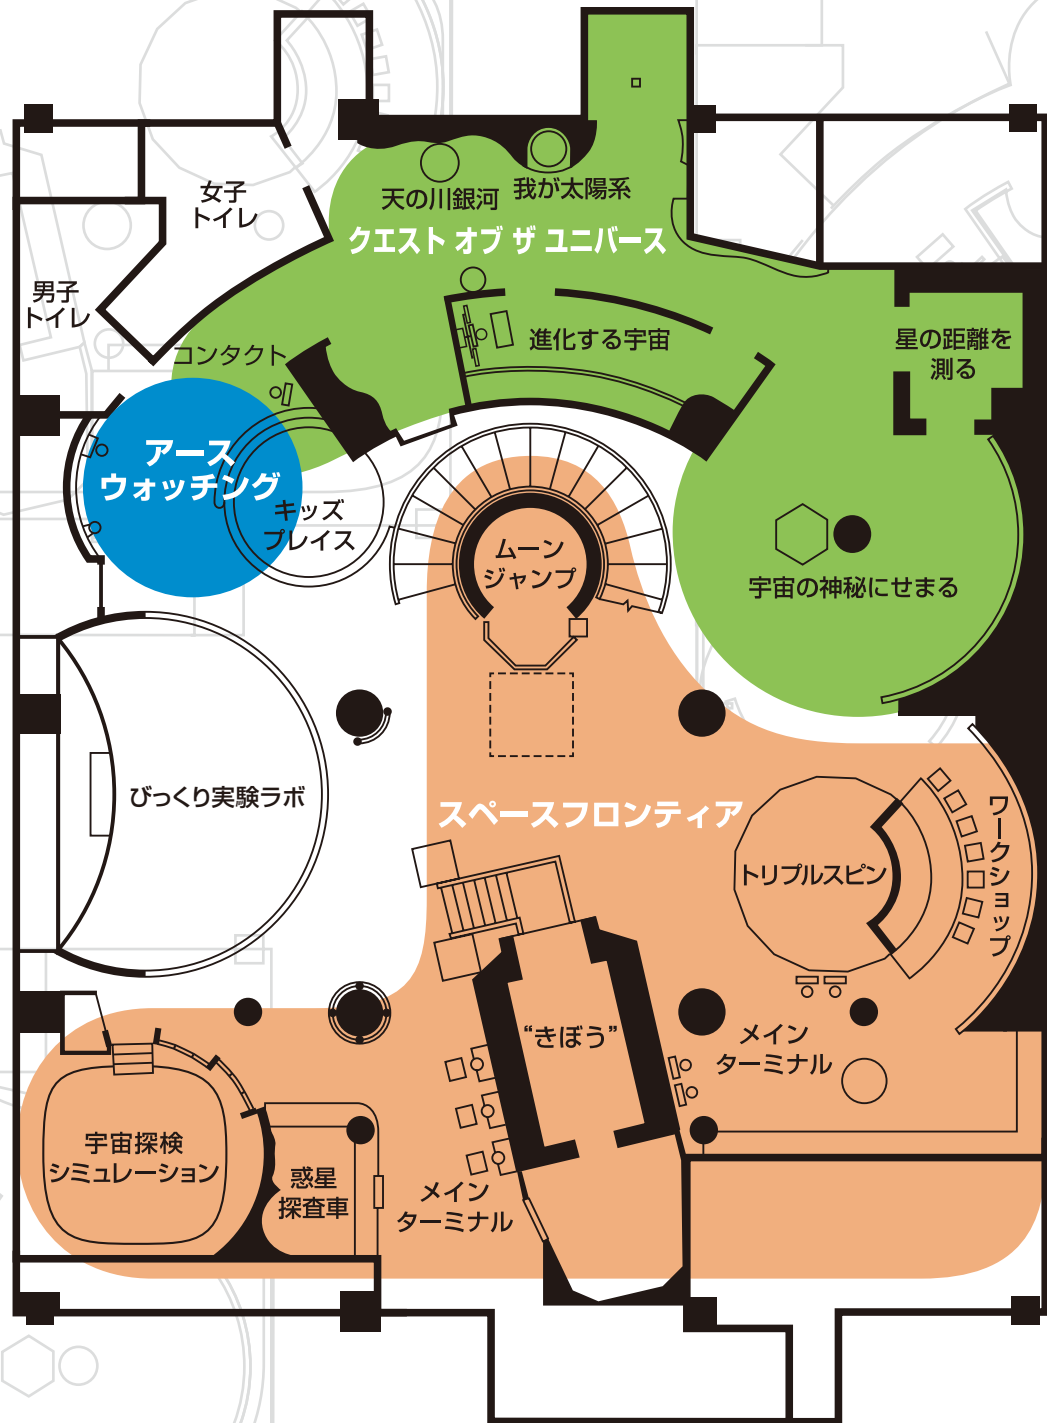 女子
トイレ
男子
トイレ
天の川銀河
我が太陽系
クエスト オブ ザ ユニバース
進化する宇宙
星の距離を
測る
コンタクト
アース
ウォッチング
キッズ
プレイス
ムーン
ジャンプ
宇宙の神秘にせまる
びっくり実験ラボ
スペースフロンティア
トリプルスピン
ワークショップ
“きぼう”
メイン
ターミナル
宇宙探検
シミュレーション
惑星
探査車
メイン
ターミナル